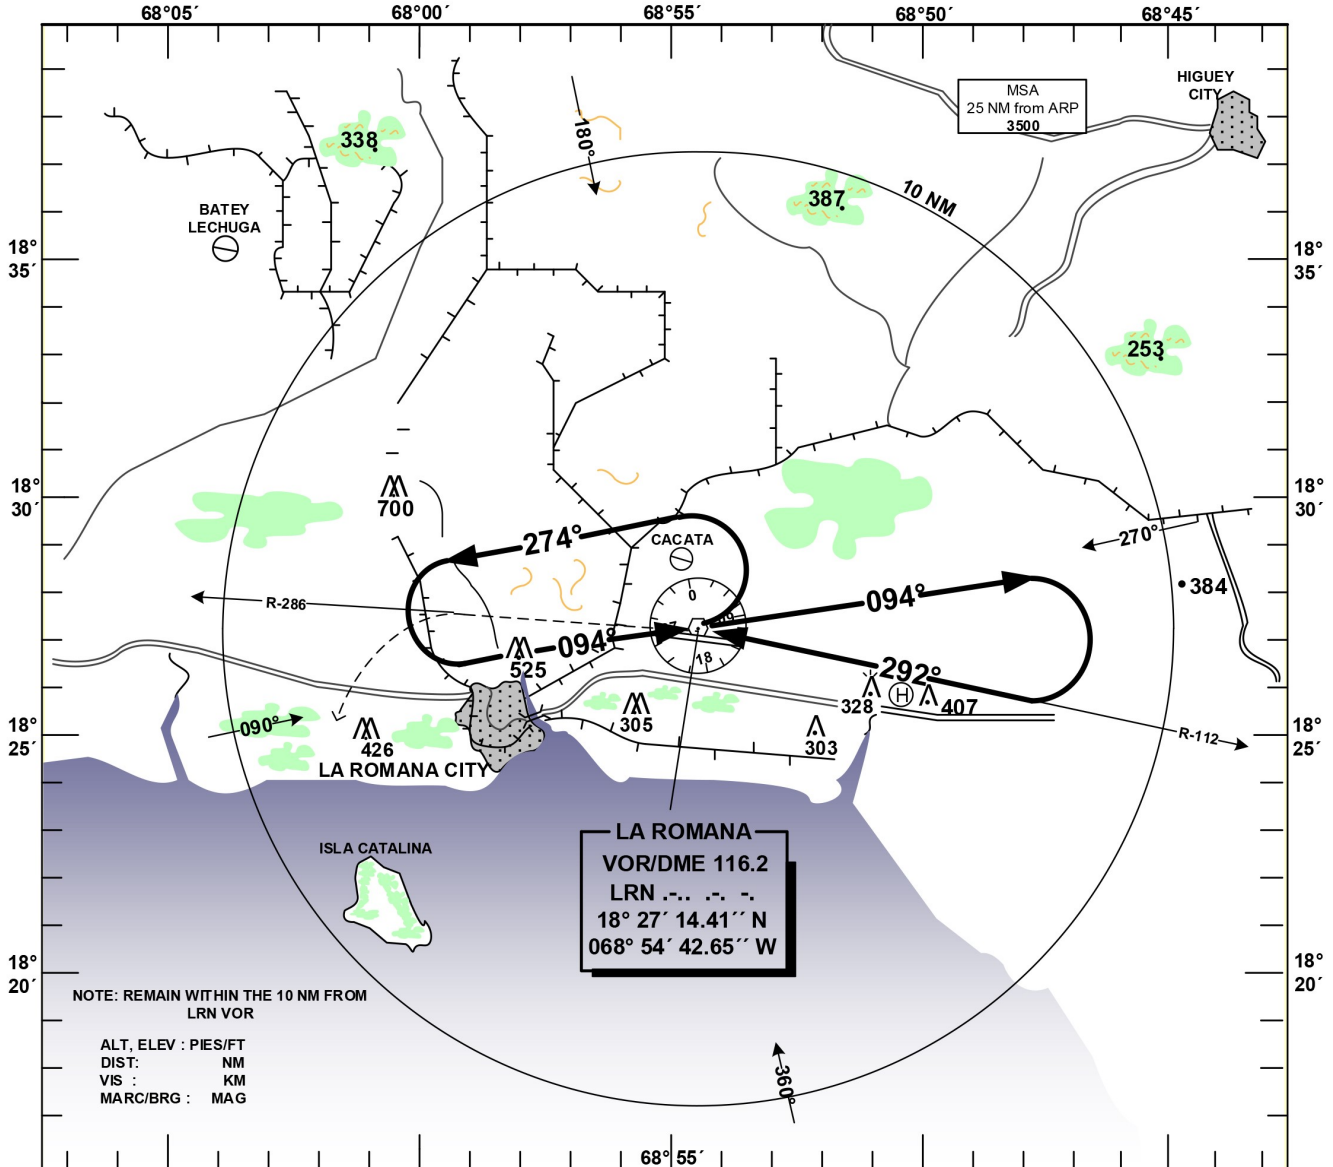 68°05´
68°00´
68°55´
68°50´
68°45´
HIGUEY
CITY
MSA
25 NM from ARP
3500
338
180°
387
10 NM
BATEY
LECHUGA
18°
35´
18°
35´
253
18°
30´
700
18°
30´
274°
CACATA
270°
384
0
094°
R-286
09
094°
18
525
292°
328
H
407
305
R-112
090°
426
303
18°
25´
18°
25´
LA ROMANA CITY
LA ROMANA
VOR/DME 116.2
LRN .-.. .-. -.
18° 27´ 14.41´´ N
068° 54´ 42.65´´ W
ISLA CATALINA
18°
20´
18°
20´
NOTE: REMAIN WITHIN THE 10 NM FROM
LRN VOR
ALT, ELEV : PIES/FT
DIST: NM
VIS : KM
MARC/BRG : MAG
360°
68°55´